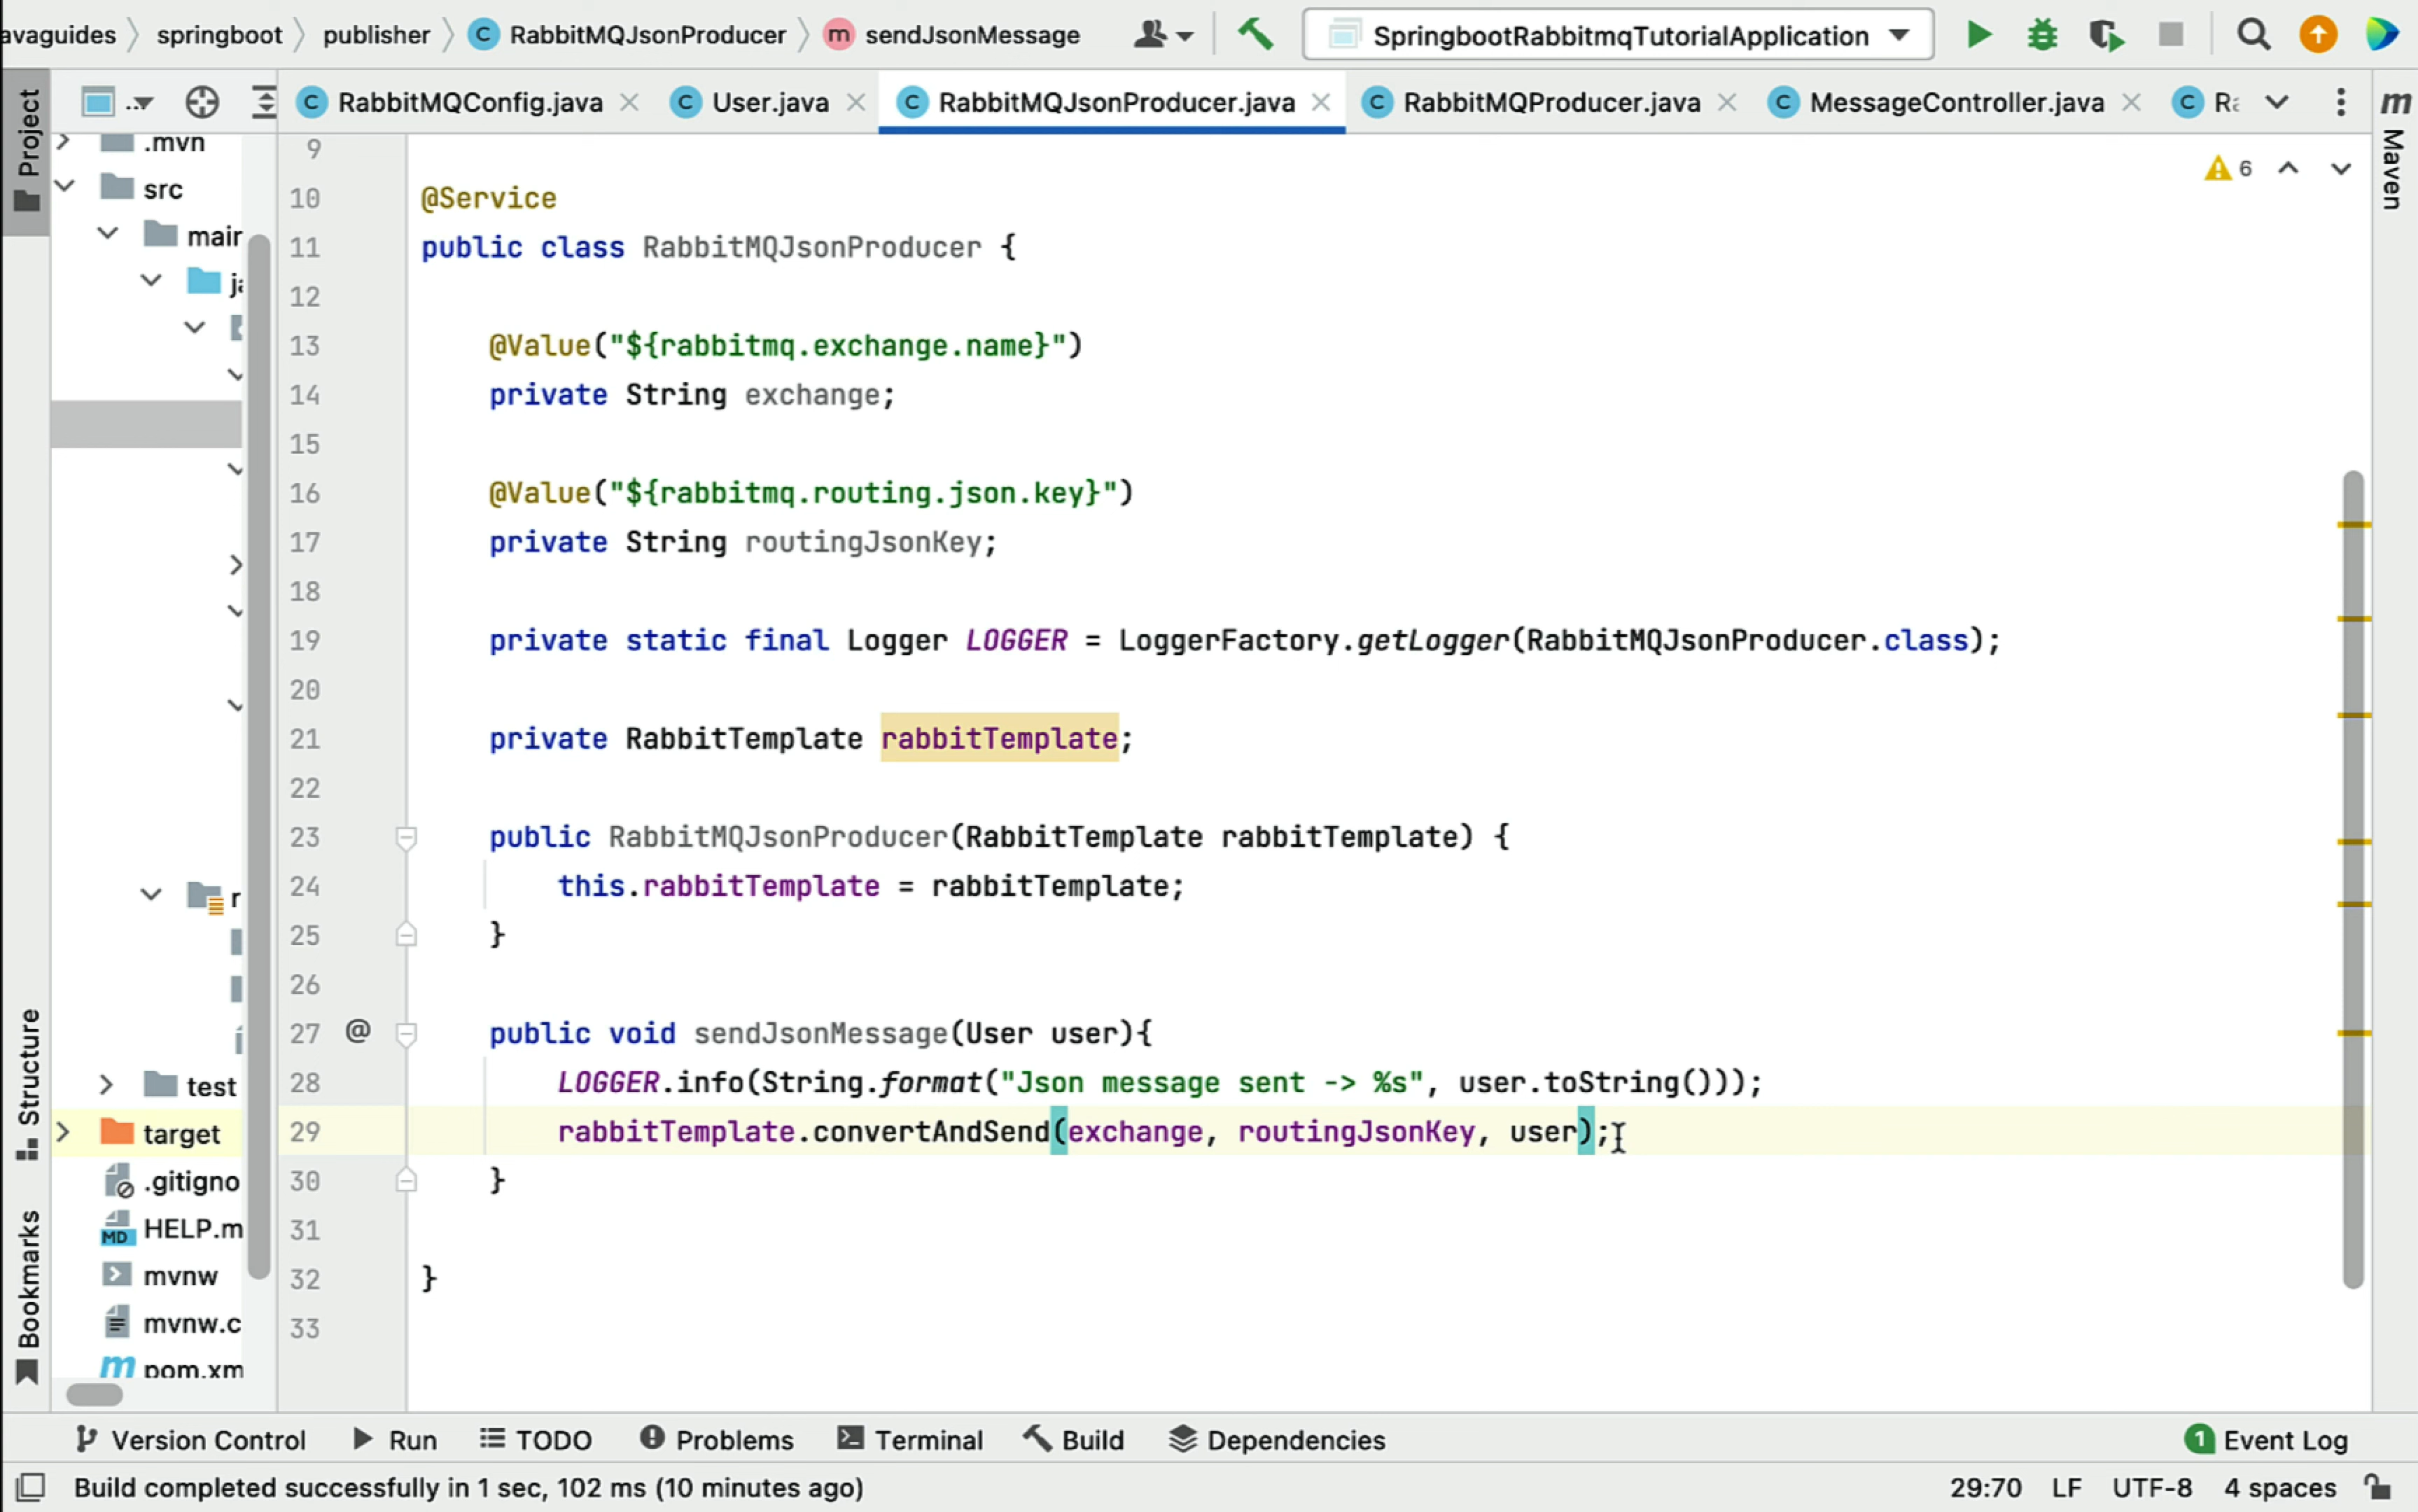 avaguides springboot publisher RabbitMQJsonProducer sendJsonMessage SpringbootRabbitmqTutorialApplication
RabbitMQConfig.java User.java RabbitMQJsonProducer.java RabbitMQProducer.java MessageController.java
Project
.mvn
src
main
test
target
.gitigno
HELP.m
mvnw
mvnw.c
pom.xm
Structure
Bookmarks
Maven
6
9
10 @Service
11 public class RabbitMQJsonProducer {
12
13 @Value("${rabbitmq.exchange.name}")
14 private String exchange;
15
16 @Value("${rabbitmq.routing.json.key}")
17 private String routingJsonKey;
18
19 private static final Logger LOGGER = LoggerFactory.getLogger(RabbitMQJsonProducer.class);
20
21 private RabbitTemplate rabbitTemplate;
22
23 public RabbitMQJsonProducer(RabbitTemplate rabbitTemplate) {
24 this.rabbitTemplate = rabbitTemplate;
25 }
26
27 @ public void sendJsonMessage(User user){
28 LOGGER.info(String.format("Json message sent -> %s", user.toString()));
29 rabbitTemplate.convertAndSend(exchange, routingJsonKey, user);
30 }
31
32 }
33
Version Control Run TODO Problems Terminal Build Dependencies 1 Event Log
Build completed successfully in 1 sec, 102 ms (10 minutes ago) 29:70 LF UTF-8 4 spaces